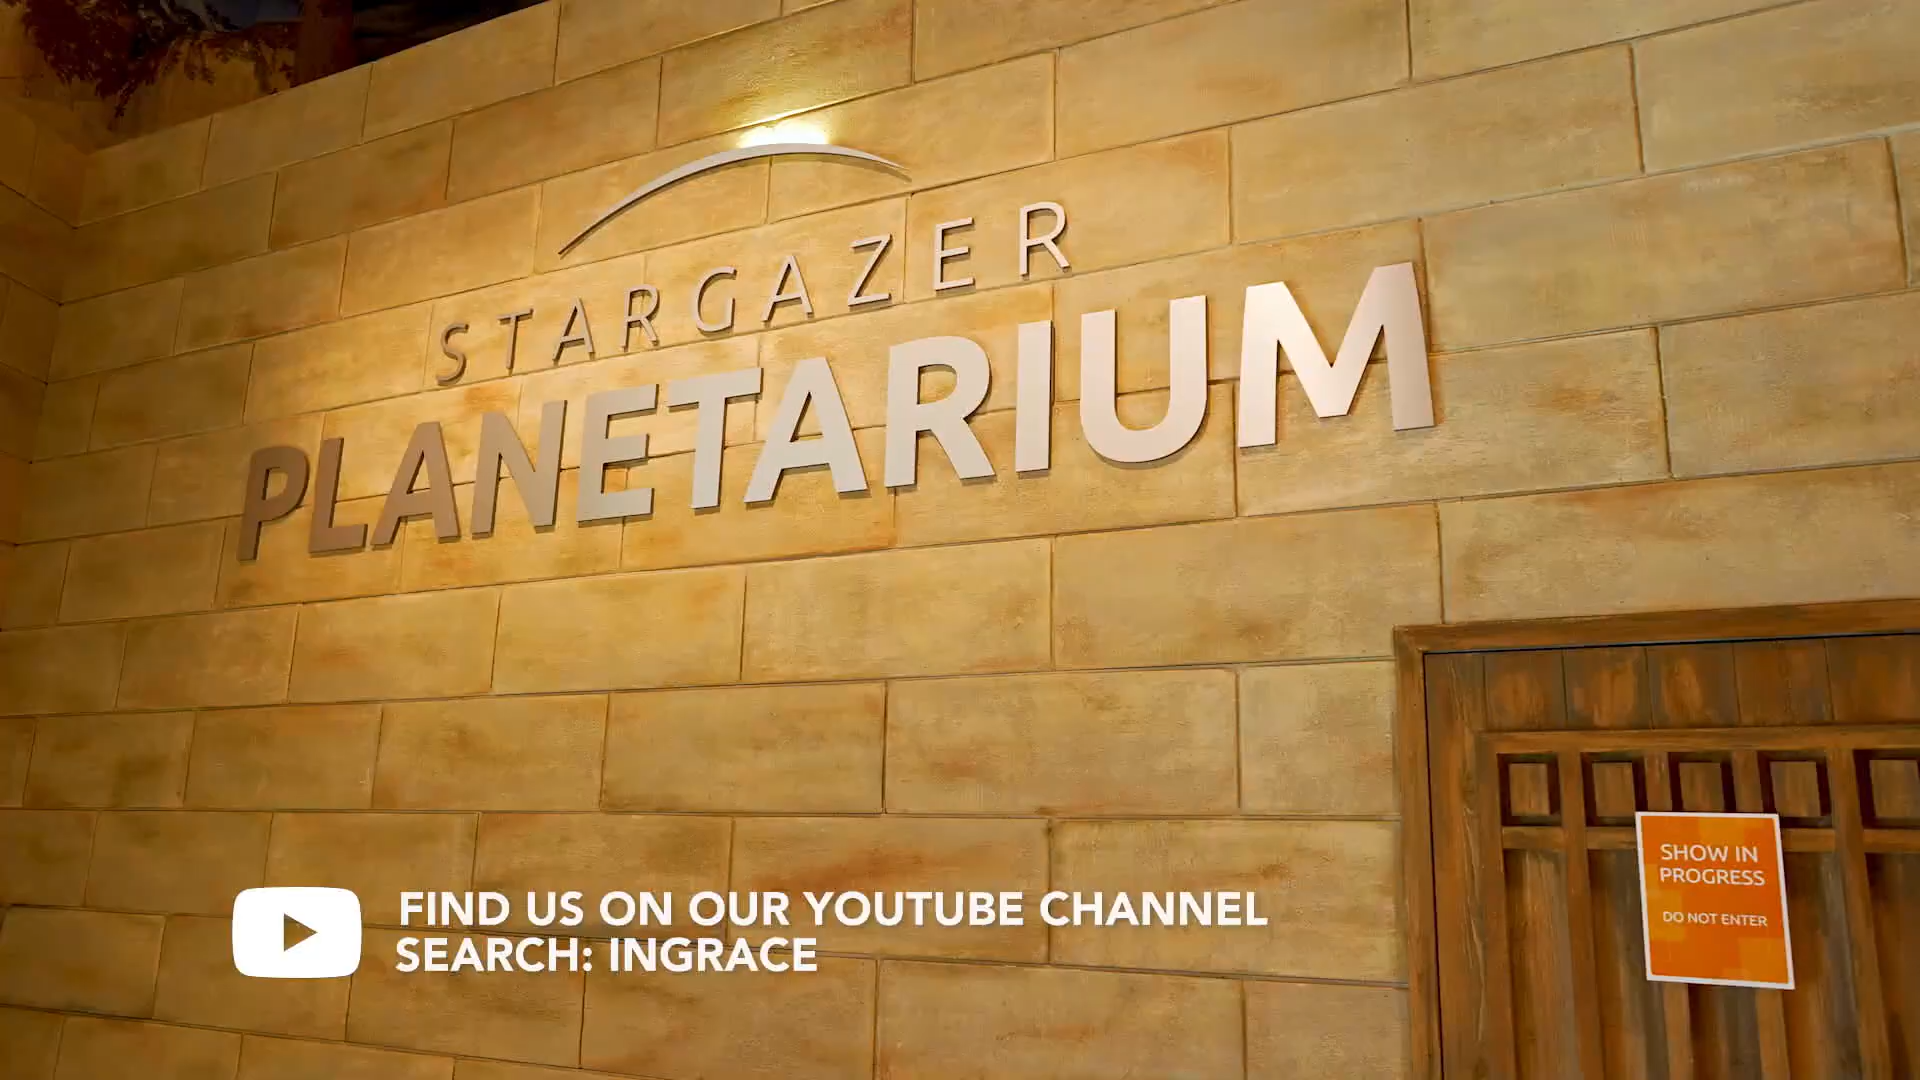 STARGAZER
PLANETARIUM
SHOW IN
PROGRESS
DO NOT ENTER
FIND US ON OUR YOUTUBE CHANNEL
SEARCH: INGRACE